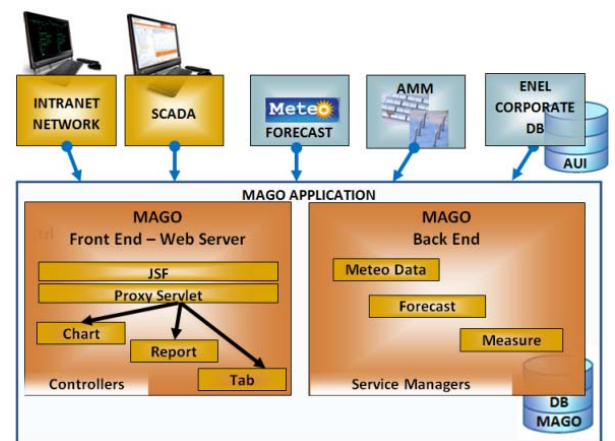 INTRANET
NETWORK
SCADA
Meteo
FORECAST
AMM
ENEL
CORPORATE
DB
AUI
MAGO APPLICATION
MAGO
Front End – Web Server
JSF
Proxy Servlet
Chart
Report
Tab
Controllers
MAGO
Back End
Meteo Data
Forecast
Measure
Service Managers
DB
MAGO